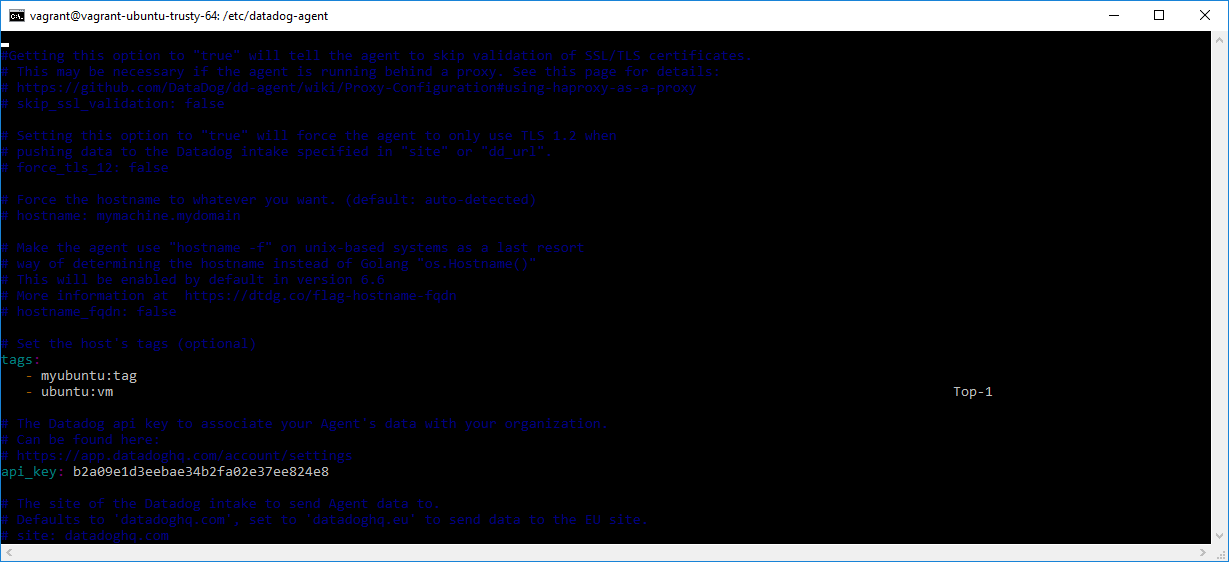 vagrant@vagrant-ubuntu-trusty-64: /etc/datadog-agent
#Setting this option to "true" will tell the agent to skip validation of SSL/TLS certificates.
# This may be necessary if the agent is running behind a proxy. See this page for details:
# https://github.com/DataDog/dd-agent/wiki/Proxy-Configuration#using-haproxy-as-a-proxy
# skip_ssl_validation: false
# Setting this option to "true" will force the agent to only use TLS 1.2 when
# pushing data to the Datadog intake specified in "site" or "dd_url".
# force_tls_12: false
# Force the hostname to whatever you want. (default: auto-detected)
# hostname: mymachine.mydomain
# Make the agent use "hostname -f" on unix-based systems as a last resort
# way of determining the hostname instead of Golang "os.Hostname()"
# This will be enabled by default in version 6.6
# More information at  https://dtdg.co/flag-hostname-fqdn
# hostname_fqdn: false
# Set the host's tags (optional)
tags:
- myubuntu:tag
- ubuntu:vm Top-1
# The Datadog api key to associate your Agent's data with your organization.
# Can be found here:
# https://app.datadoghq.com/account/settings
api_key: b2a09e1d3eebae34b2fa02e37ee824e8
# The site of the Datadog intake to send Agent data to.
# Defaults to 'datadoghq.com', set to 'datadoghq.eu' to send data to the EU site.
# site: datadoghq.com